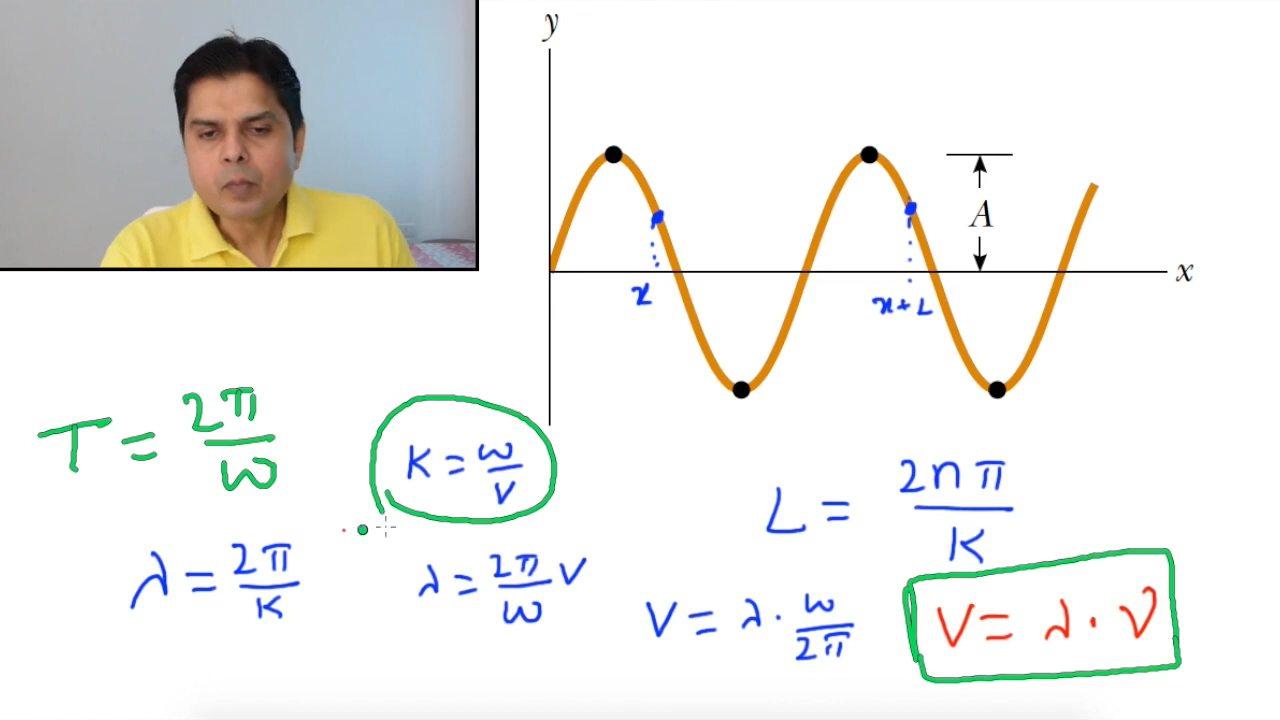 y
A
x
x
x+L
T = 2π/ω
K = ω/V
L = 2nπ/K
λ = 2π/K
λ = 2π/ω V
V = λ · ω/2π
V = λ · ν